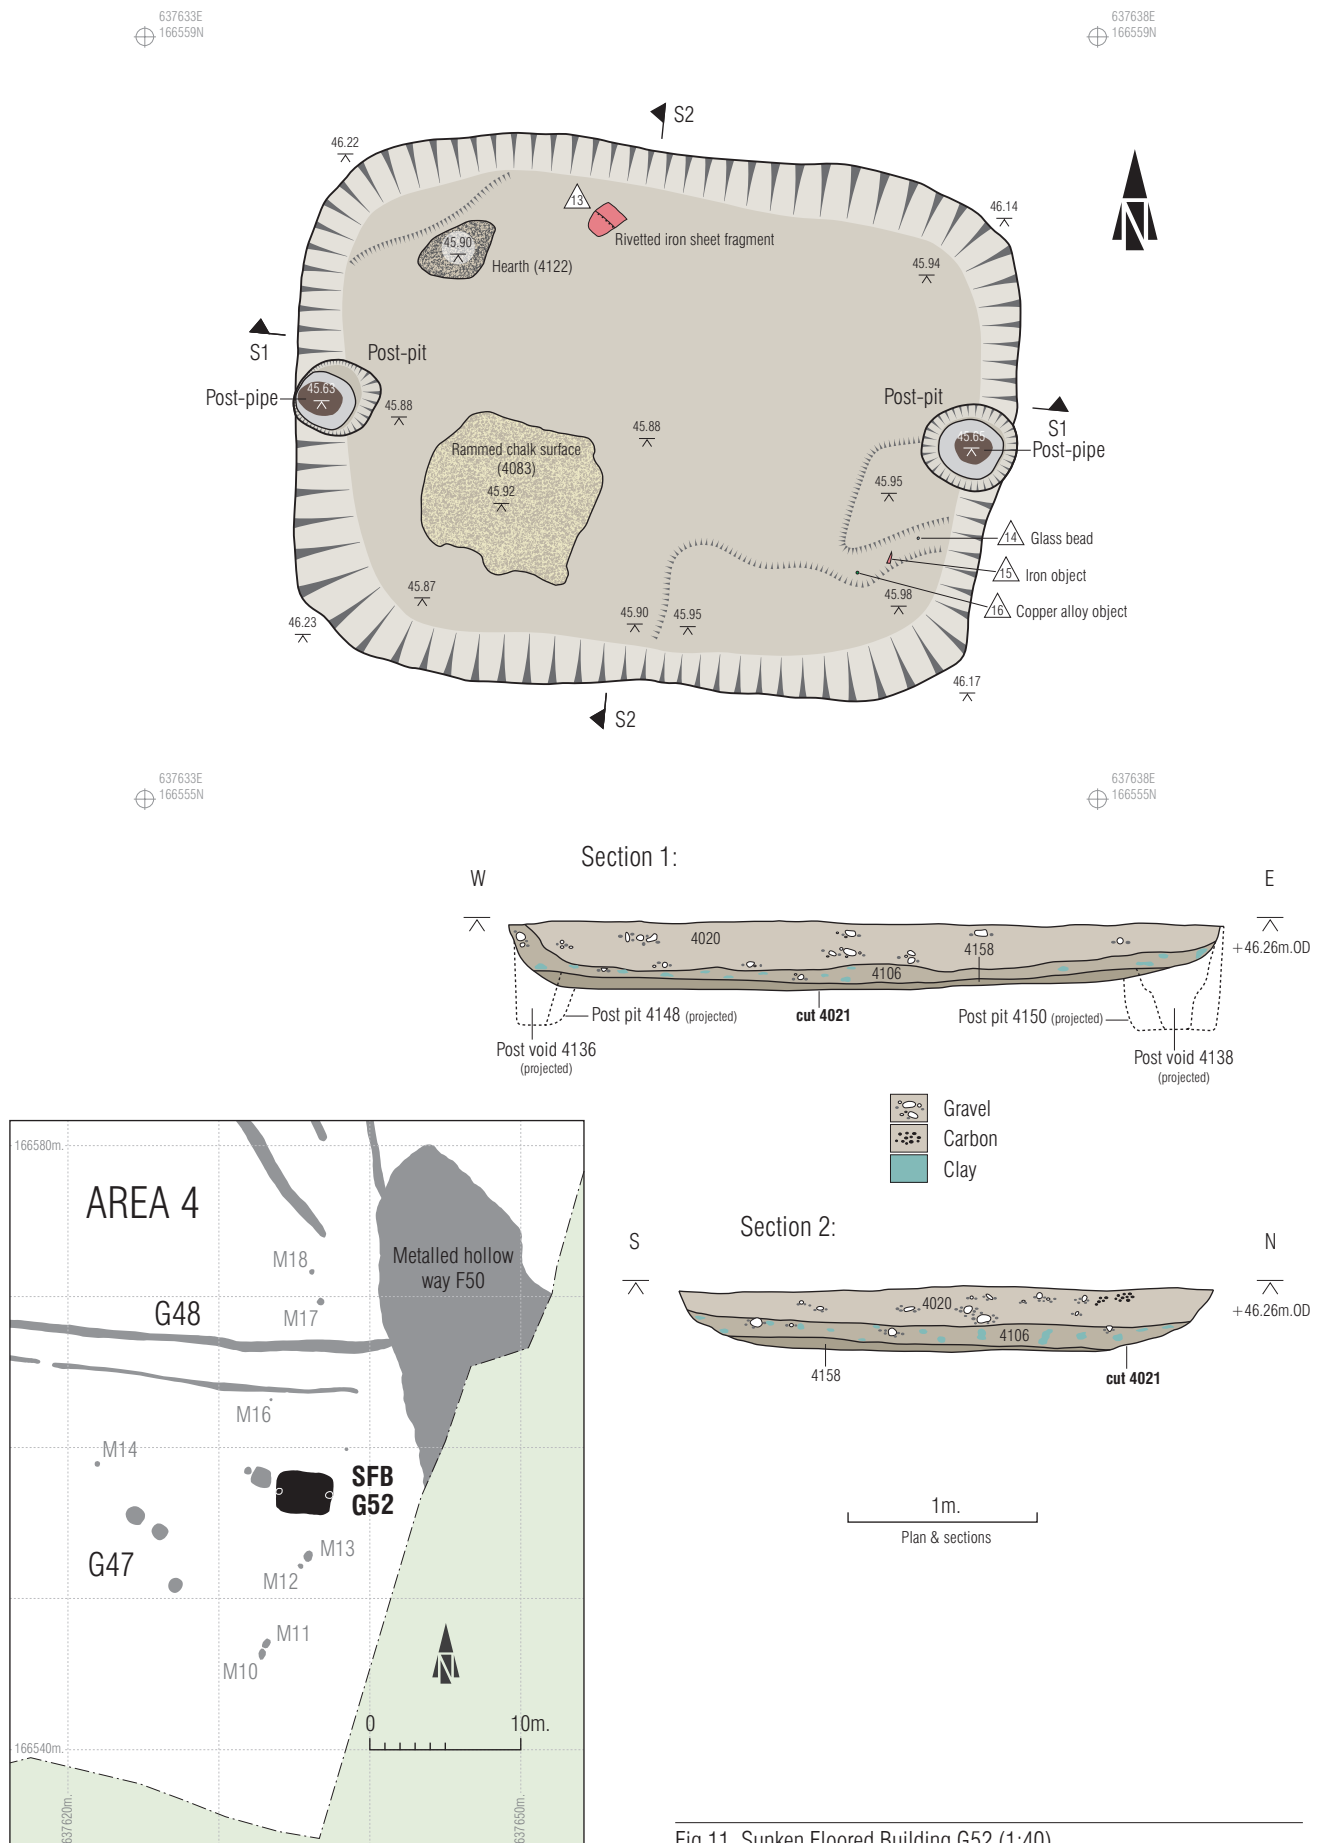 637633E
166559N
637638E
166559N
S2
46.22
13
46.14
Rivetted iron sheet fragment
45.90
Hearth (4122)
45.94
S1
Post-pit
Post-pipe
45.63
45.88
Post-pit
S1
45.88
45.65
Post-pipe
Rammed chalk surface
(4083)
45.92
45.95
14 Glass bead
15 Iron object
45.87
45.98
16 Copper alloy object
45.90
45.95
46.23
46.17
S2
N
637633E
166555N
637638E
166555N
Section 1:
W
E
4020
4158
+46.26m.OD
4106
Post pit 4148 (projected)
cut 4021
Post pit 4150 (projected)
Post void 4136
(projected)
Post void 4138
(projected)
Gravel
Carbon
Clay
Section 2:
S
N
4020
+46.26m.OD
4106
4158
cut 4021
1m.
Plan & sections
166580m.
AREA 4
Metalled hollow
way F50
M18
M17
G48
M16
M14
SFB
G52
M13
G47
M12
M11
M10
N
0
10m.
166540m.
637620m.
637650m.
Fig 11. Sunken Floored Building G52 (1:40)